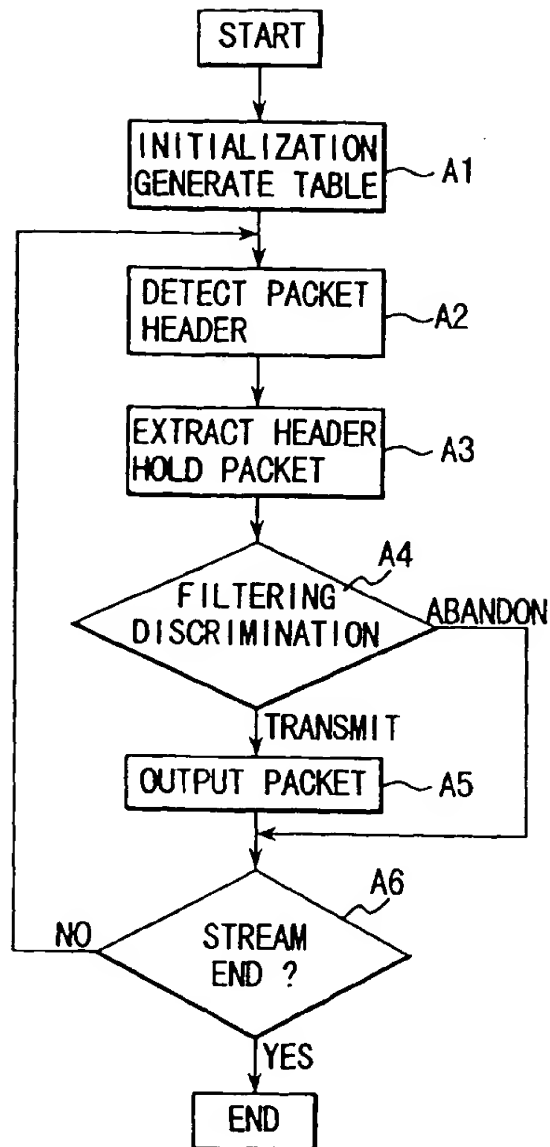 START
INITIALIZATION
GENERATE TABLE
A1
DETECT PACKET
HEADER
A2
EXTRACT HEADER
HOLD PACKET
A3
A4
FILTERING
DISCRIMINATION
ABANDON
TRANSMIT
OUTPUT PACKET
A5
A6
NO
STREAM
END ?
YES
END